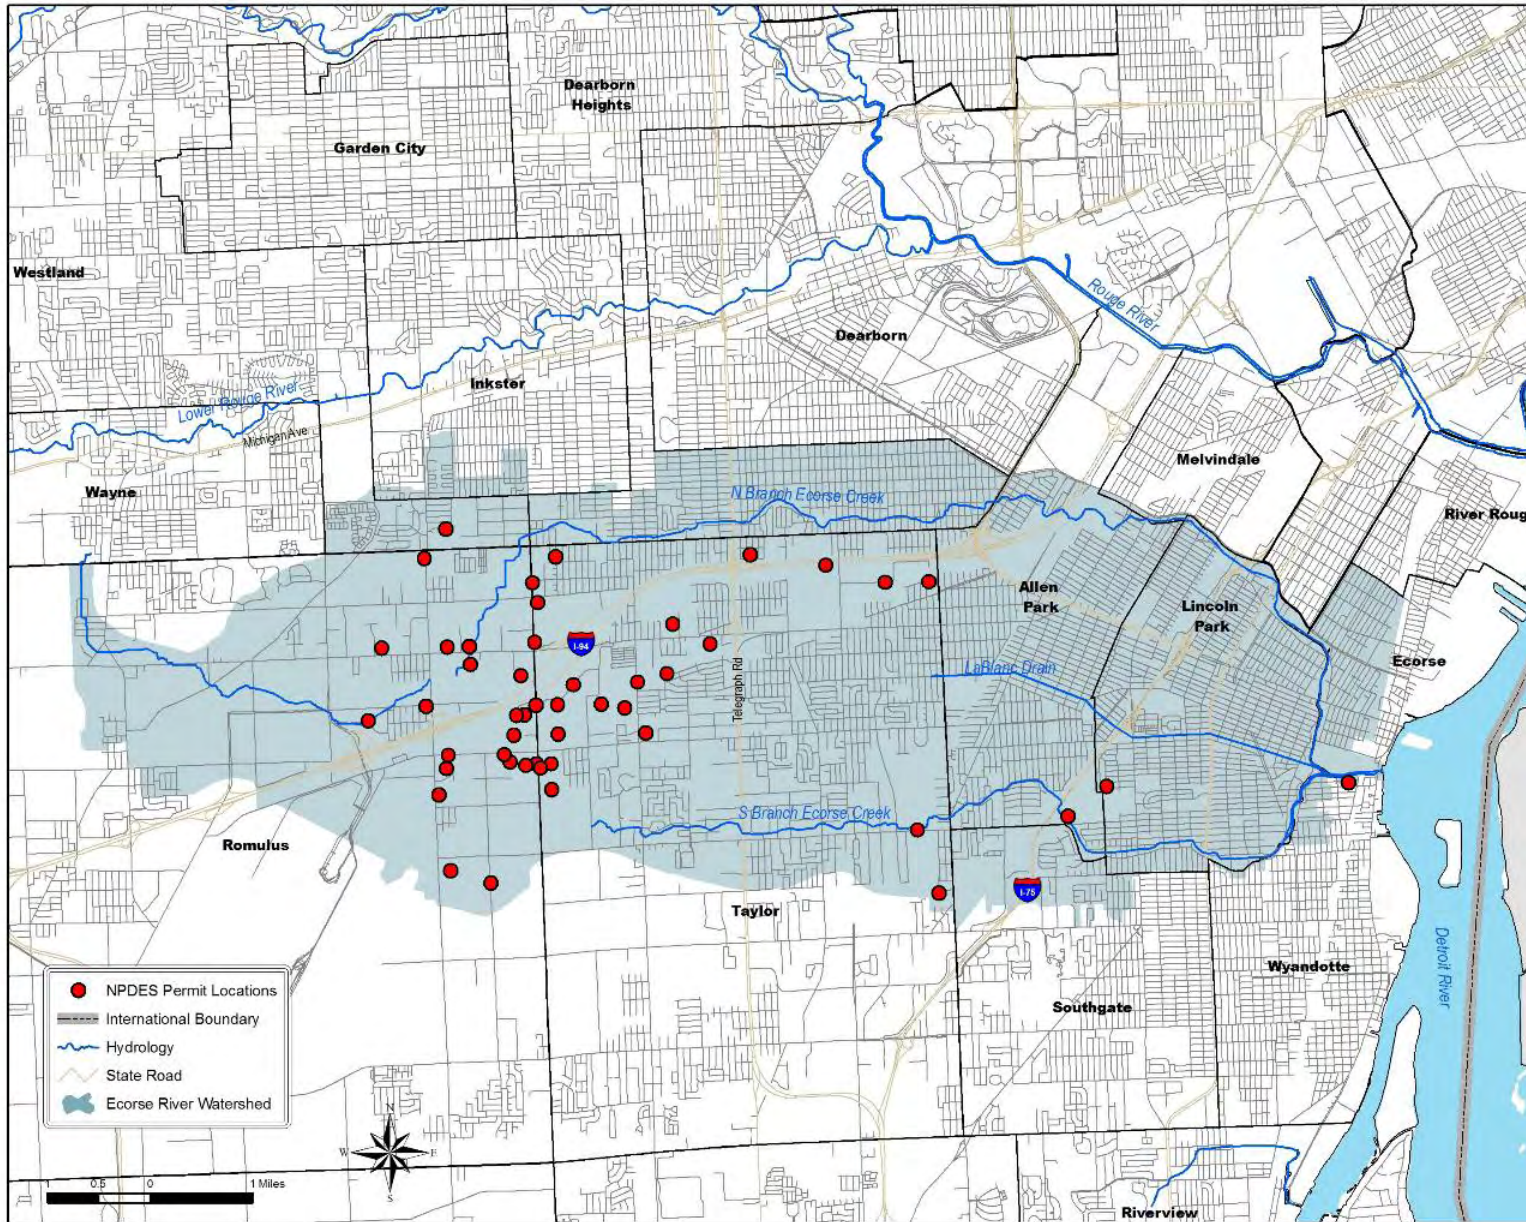 Dearborn
Heights
Garden City
Westland
Rouge River
Dearborn
Inkster
Lower Rouge River
Michigan Ave
Melvindale
Wayne
N Branch Ecorse Creek
River Roug
Allen
Park
Lincoln
Park
I-94
Ecorse
LaBlanc Drain
Telegraph Rd
S Branch Ecorse Creek
Romulus
I-75
Taylor
Wyandotte
Detroit River
Southgate
NPDES Permit Locations
International Boundary
Hydrology
State Road
Ecorse River Watershed
N
W E
S
1 0.5 0 1 Miles
Riverview